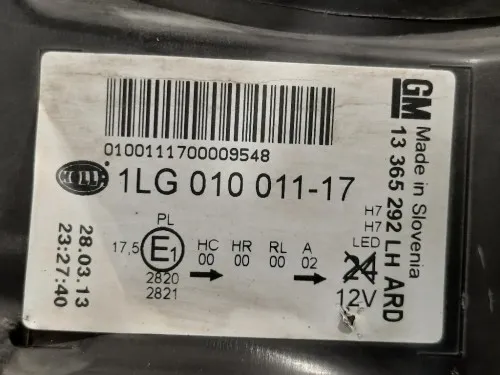 0100111700009548
HELLA
1LG 010 011-17
GM
13 365 292 LH ARD
Made in Slovenia
28.03.13
23:27:40
PL
17,5 E1
HC HR RL A
00 00 00 02
2820
2821
H7
H7
LED
24
12V